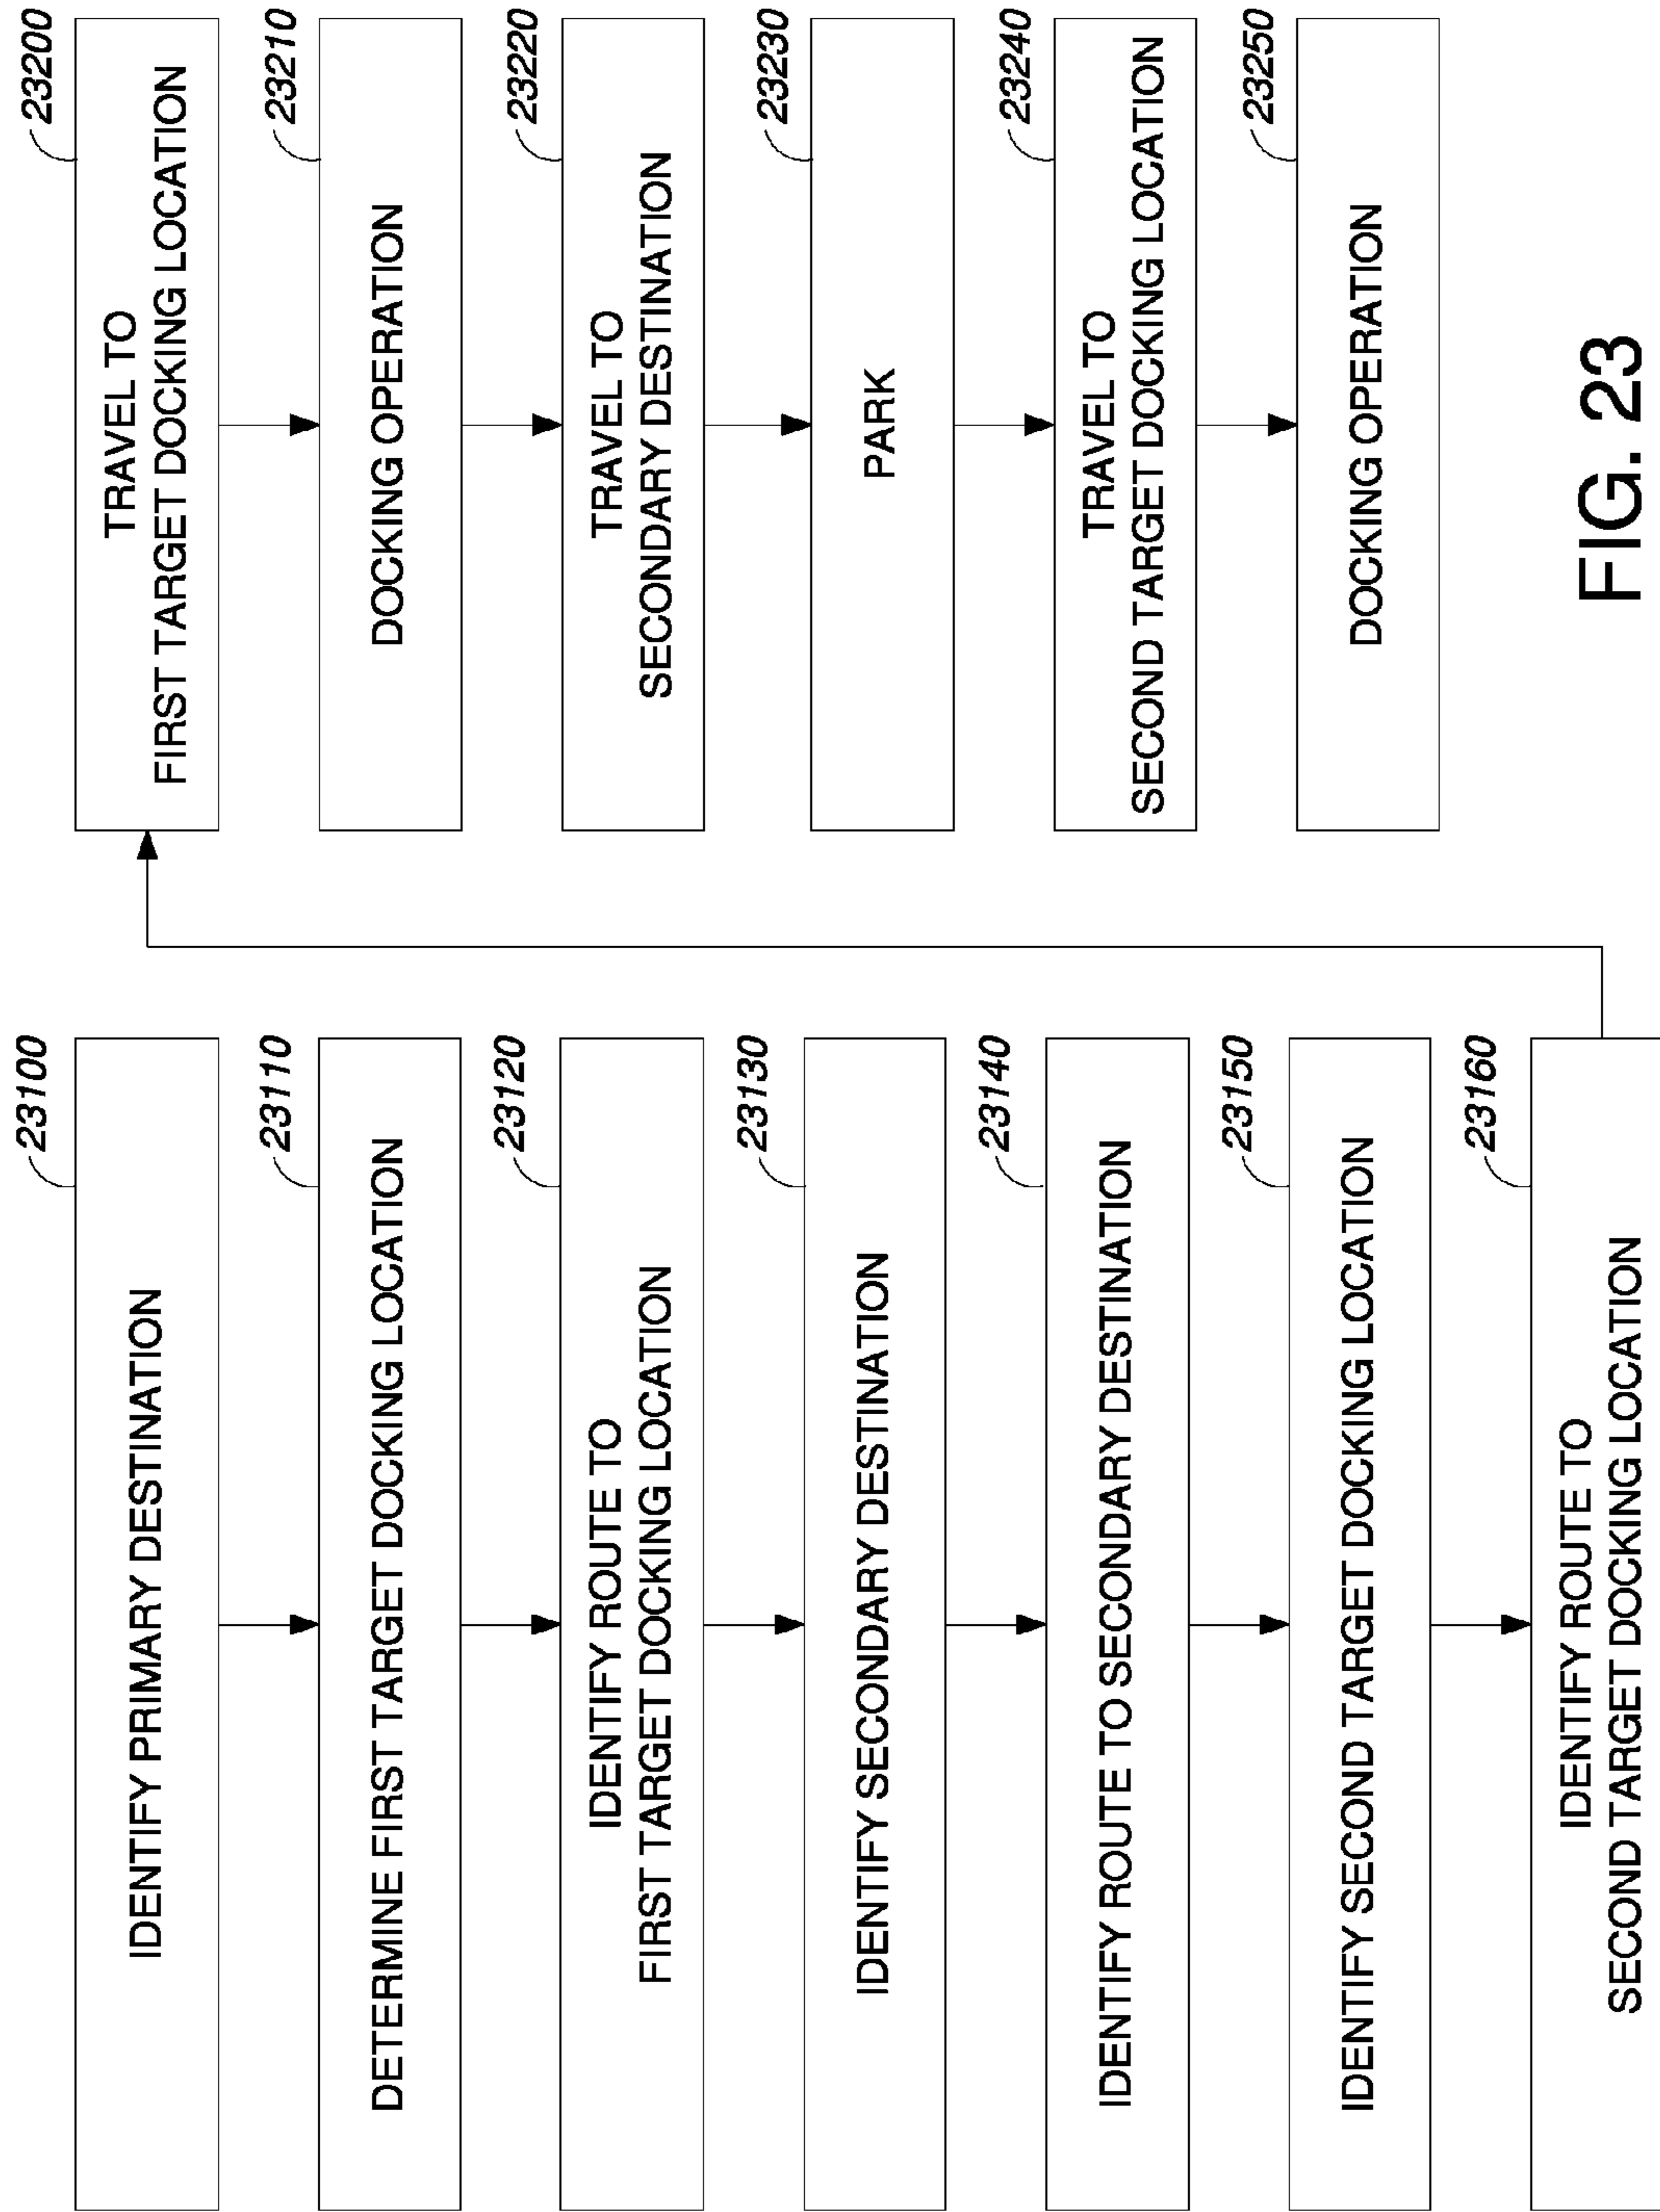 23100
IDENTIFY PRIMARY DESTINATION
23110
DETERMINE FIRST TARGET DOCKING LOCATION
23120
IDENTIFY ROUTE TO
FIRST TARGET DOCKING LOCATION
23130
IDENTIFY SECONDARY DESTINATION
23140
IDENTIFY ROUTE TO SECONDARY DESTINATION
23150
IDENTIFY SECOND TARGET DOCKING LOCATION
23160
IDENTIFY ROUTE TO
SECOND TARGET DOCKING LOCATION
23200
TRAVEL TO
FIRST TARGET DOCKING LOCATION
23210
DOCKING OPERATION
23220
TRAVEL TO
SECONDARY DESTINATION
23230
PARK
23240
TRAVEL TO
SECOND TARGET DOCKING LOCATION
23250
DOCKING OPERATION
FIG. 23